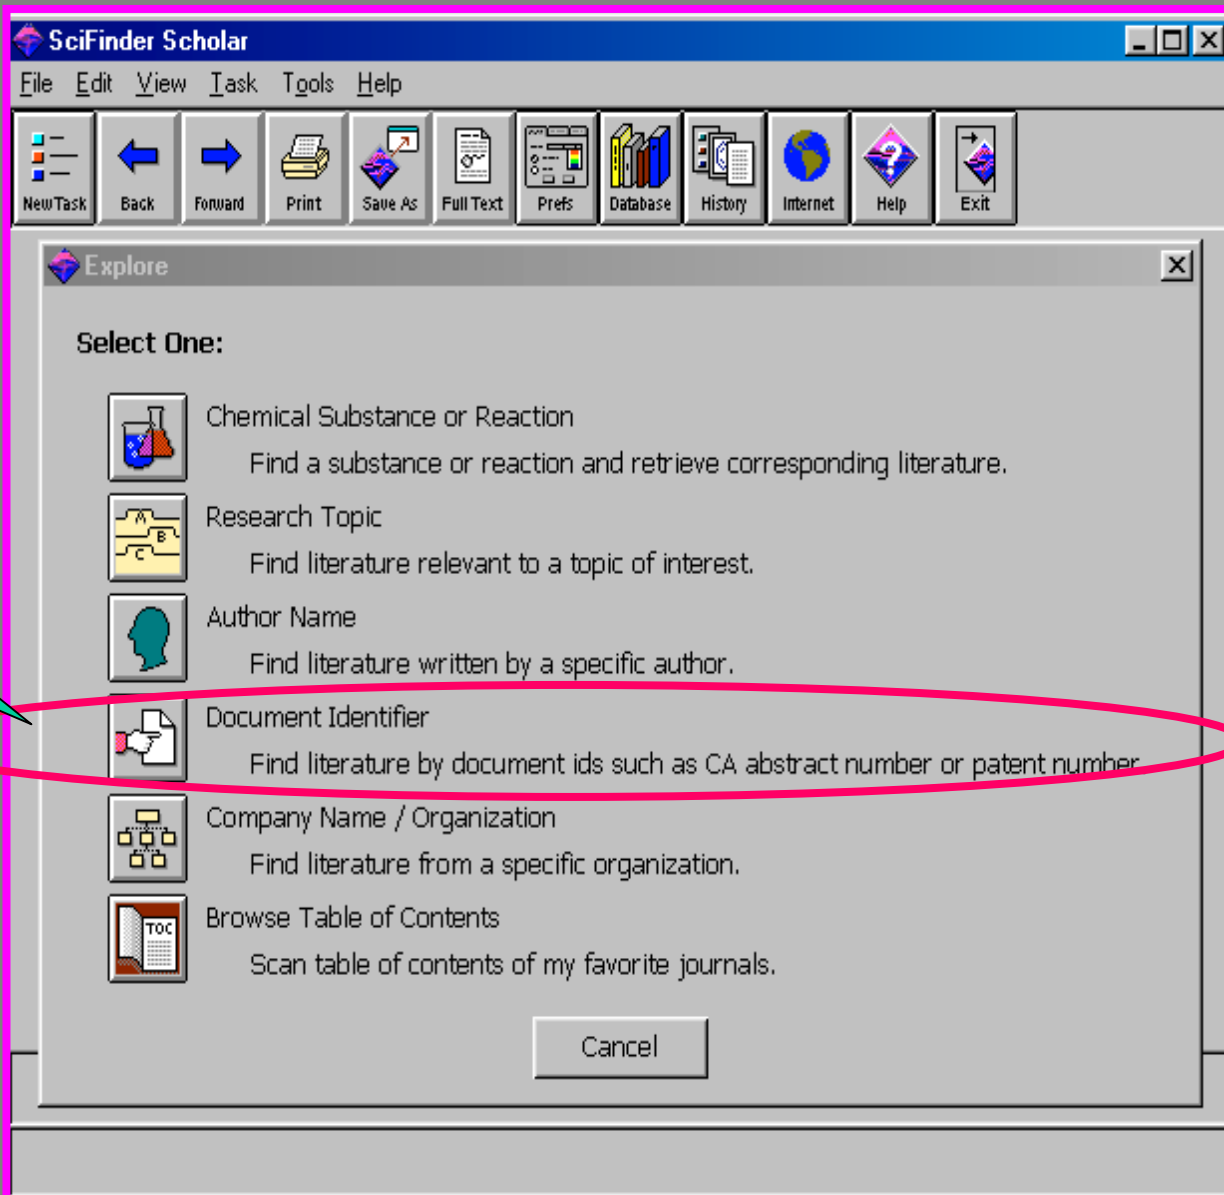 SciFinder Scholar
File Edit View Task Tools Help
New Task Back Forward Print Save As Full Text Prefs Database History Internet Help Exit
Explore
Select One:
Chemical Substance or Reaction
Find a substance or reaction and retrieve corresponding literature.
A
B
C
Research Topic
Find literature relevant to a topic of interest.
Author Name
Find literature written by a specific author.
Document Identifier
Find literature by document ids such as CA abstract number or patent number
Company Name / Organization
Find literature from a specific organization.
TOC
Browse Table of Contents
Scan table of contents of my favorite journals.
Cancel